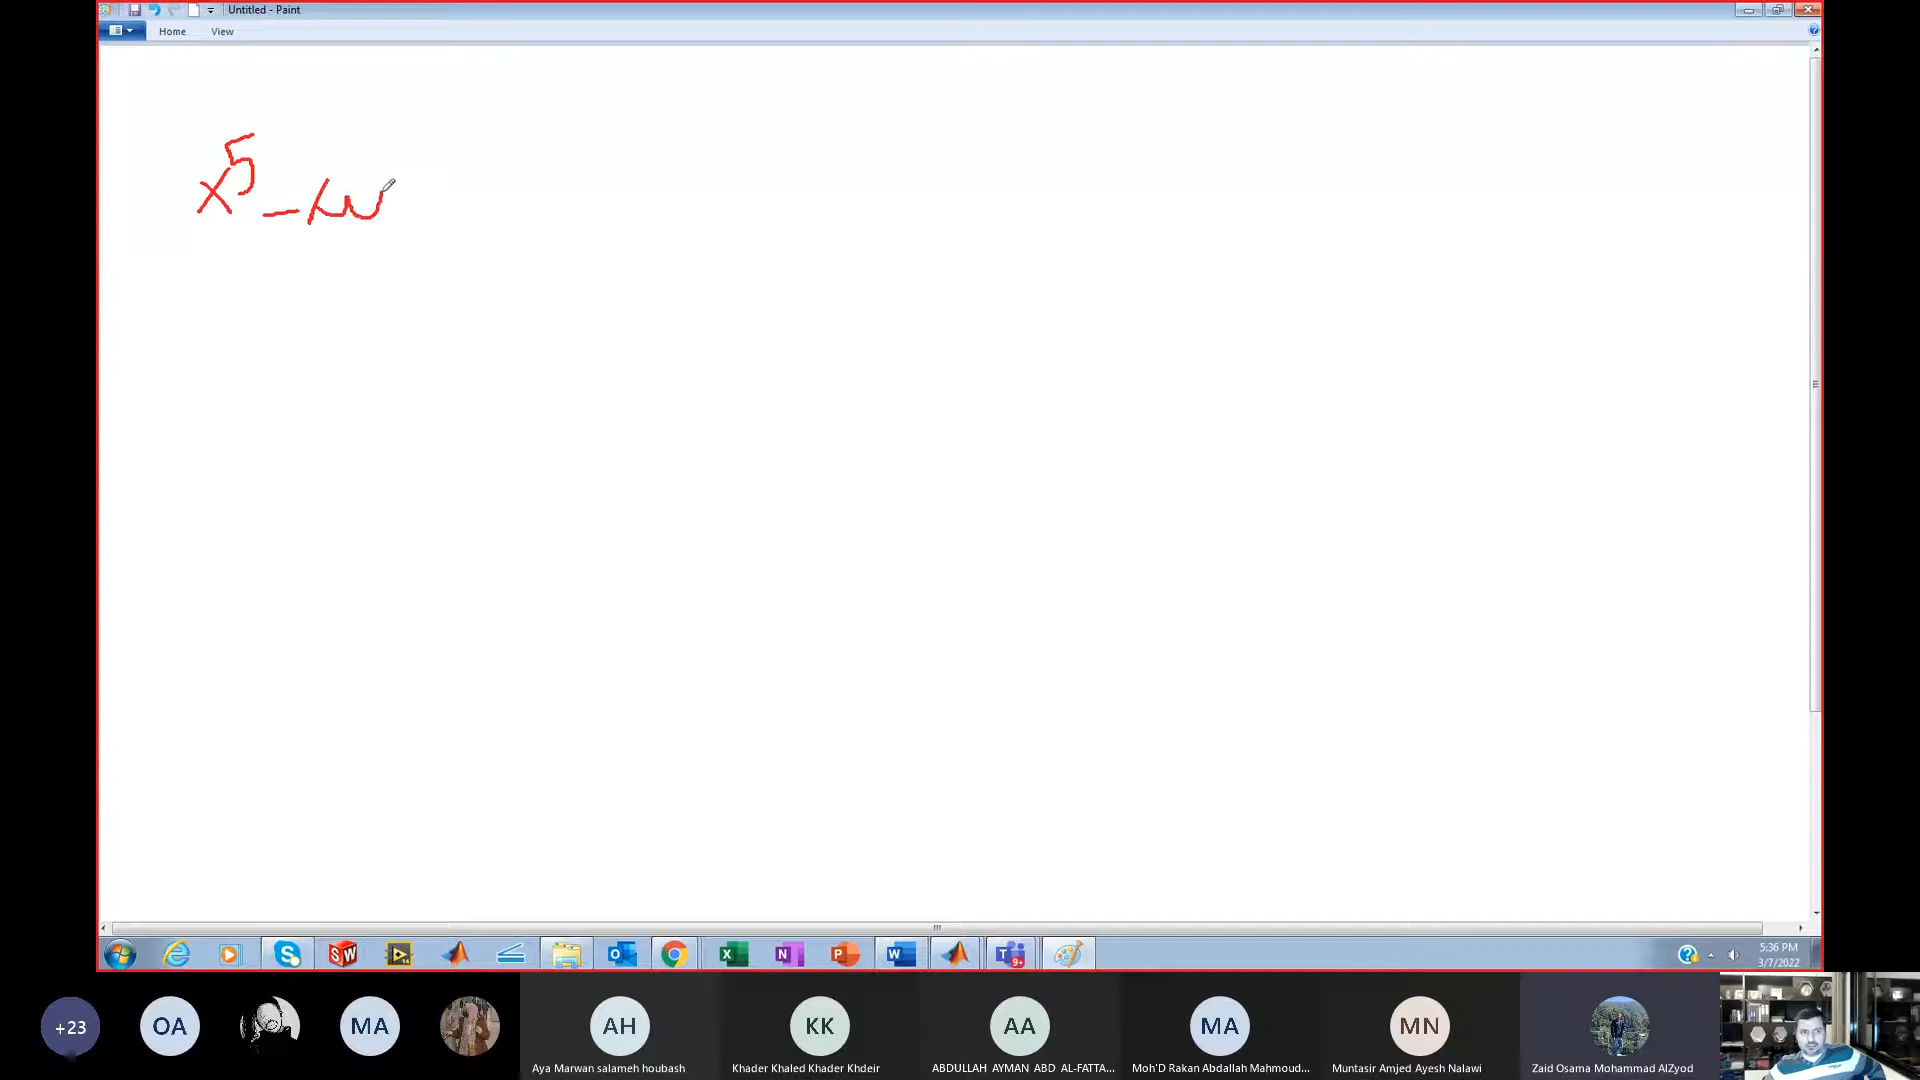 Untitled - Paint
Home View
x⁵ -
5:36 PM
3/7/2022
+23 OA MA AH KK AA MA MN
Aya Marwan salameh houbash Khader Khaled Khader Khdeir ABDULLAH AYMAN ABD AL-FATTA... Moh'D Rakan Abdallah Mahmoud... Muntasir Amjed Ayesh Nalawi Zaid Osama Mohammad AlZyod